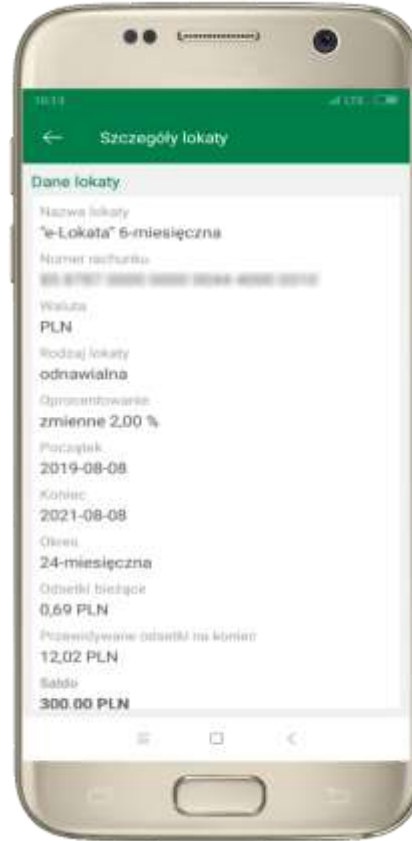 Szczegóły lokaty
Dane lokaty
Nazwa lokaty
"e-Lokata" 6-miesięczna
Numer rachunku
Waluta
PLN
Rodzaj lokaty
odnawialna
Oprocentowanie
zmienne 2,00 %
Początek
2019-08-08
Koniec
2021-08-08
Okres
24-miesięczna
Odsetki bieżące
0,69 PLN
Przewidywane odsetki na koniec
12,02 PLN
Saldo
300.00 PLN